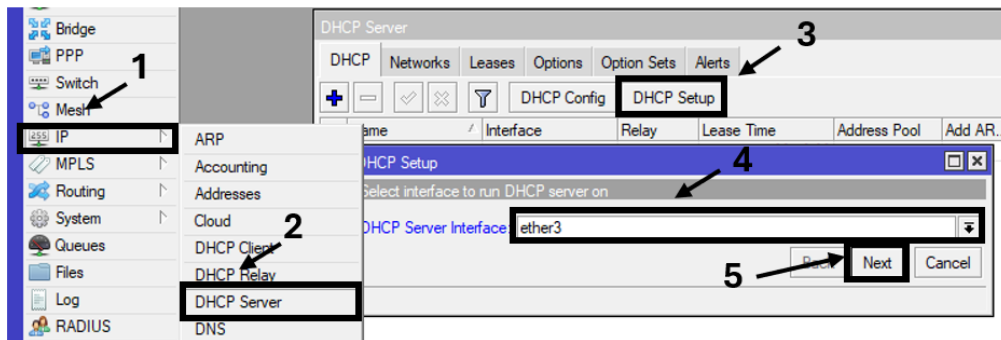 Bridge
PPP
Switch
Mesh
255 IP
MPLS
Routing
System
Queues
Files
Log
RADIUS
1
ARP
Accounting
Addresses
Cloud
DHCP Client
DHCP Relay
DHCP Server
DNS
2
DHCP Server
DHCP Networks Leases Options Option Sets Alerts
3
DHCP Config DHCP Setup
Name Interface Relay Lease Time Address Pool Add AR..
DHCP Setup
4
Select interface to run DHCP server on
DHCP Server Interface: ether3
5
Back Next Cancel